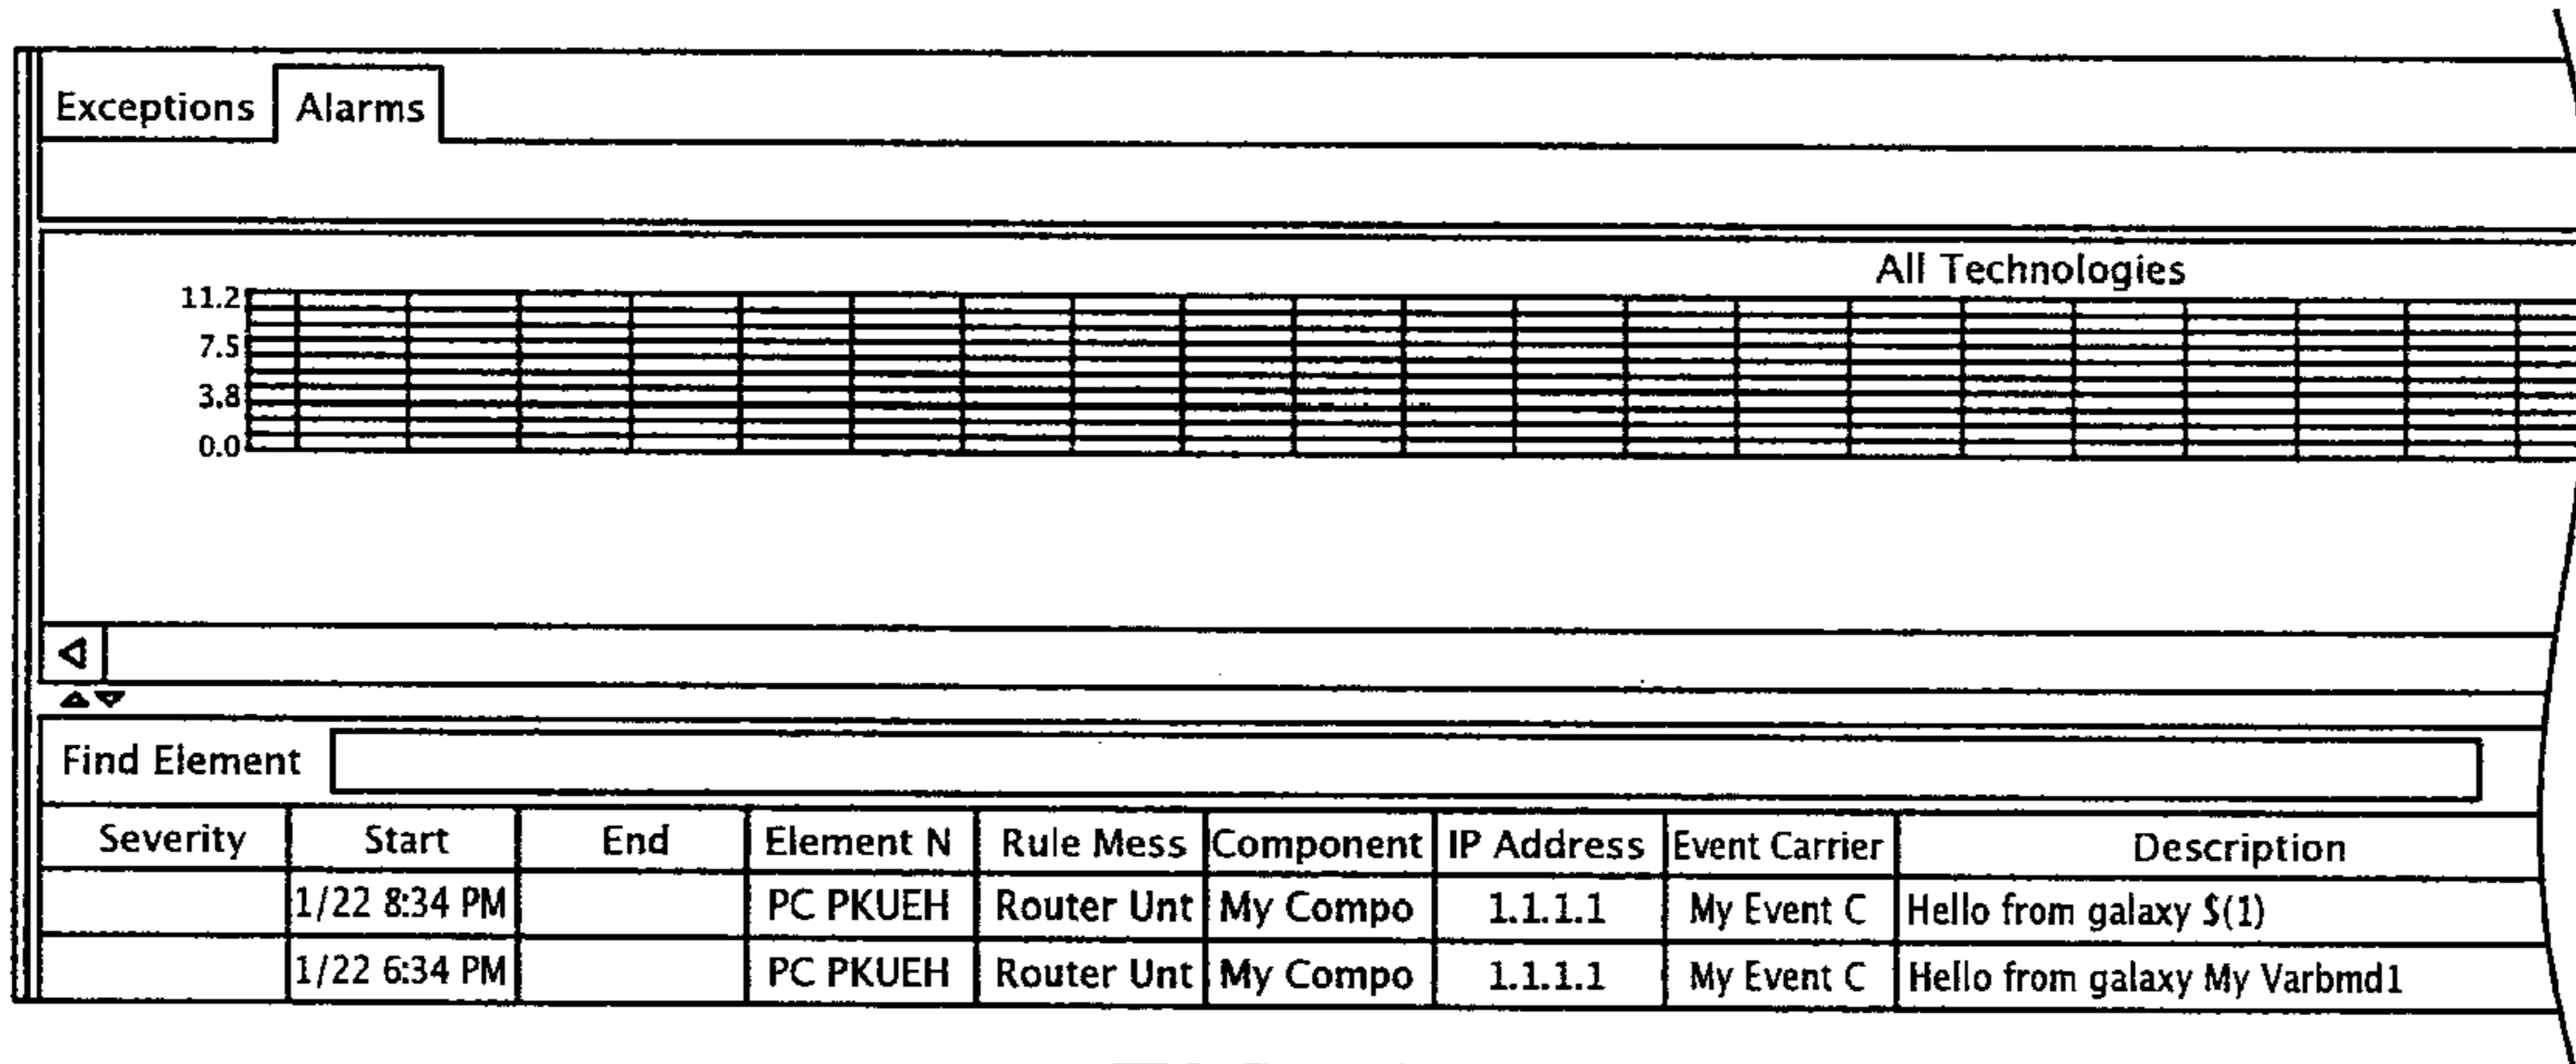 Exceptions Alarms
All Technologies
11.2
7.5
3.8
0.0
Find Element
Severity Start End Element N Rule Mess Component IP Address Event Carrier Description
1/22 8:34 PM PC PKUEH Router Unt My Compo 1.1.1.1 My Event C Hello from galaxy $(1)
1/22 6:34 PM PC PKUEH Router Unt My Compo 1.1.1.1 My Event C Hello from galaxy My Varbmd1